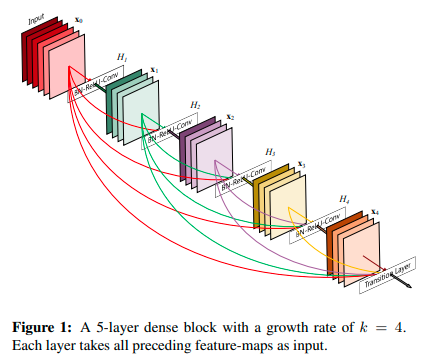 Input
x₀
H₁
BN-ReLU-Conv
x₁
H₂
BN-ReLU-Conv
x₂
H₃
BN-ReLU-Conv
x₃
H₄
BN-ReLU-Conv
x₄
Transition Layer
Figure 1: A 5-layer dense block with a growth rate of k = 4.
Each layer takes all preceding feature-maps as input.